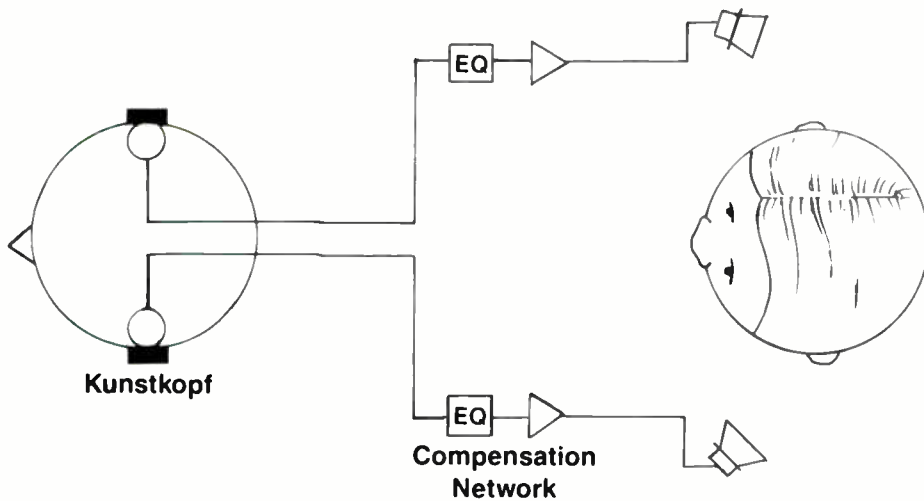 EQ
Kunstkopf
EQ
Compensation
Network